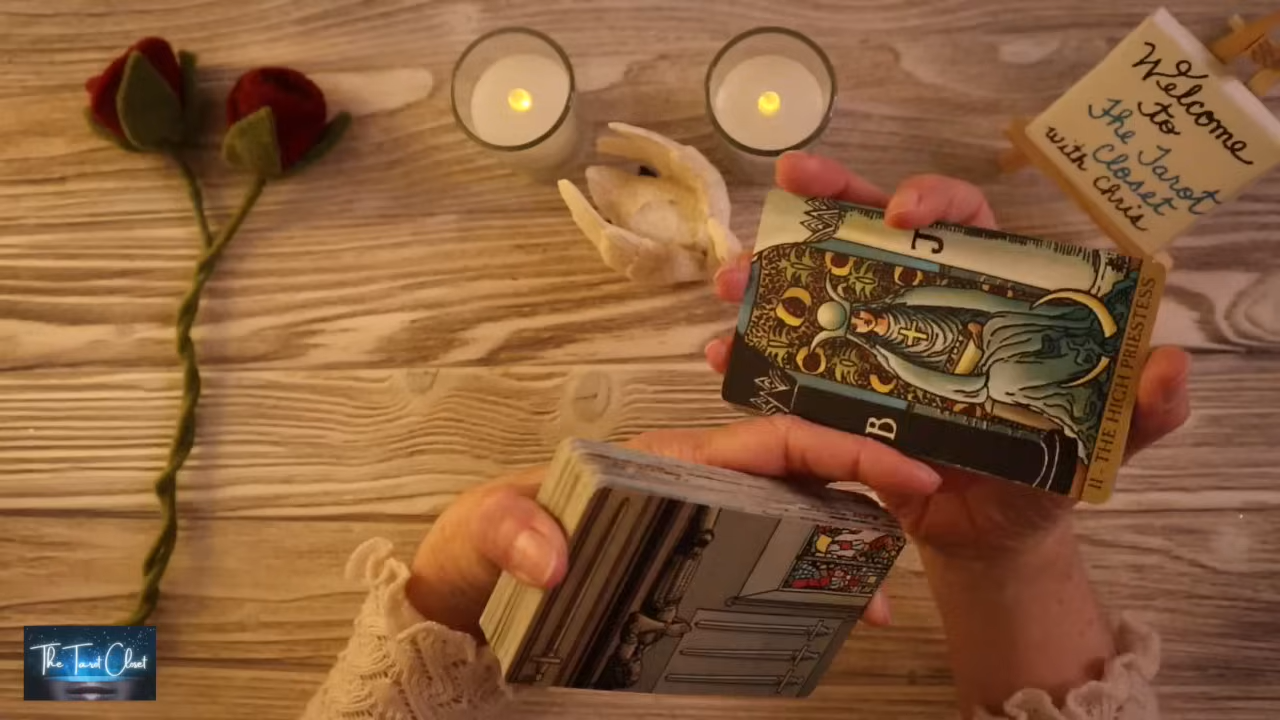 Welcome
to
The Tarot
Closet
with Chris
J
B
II - THE HIGH PRIESTESS
The Tarot Closet